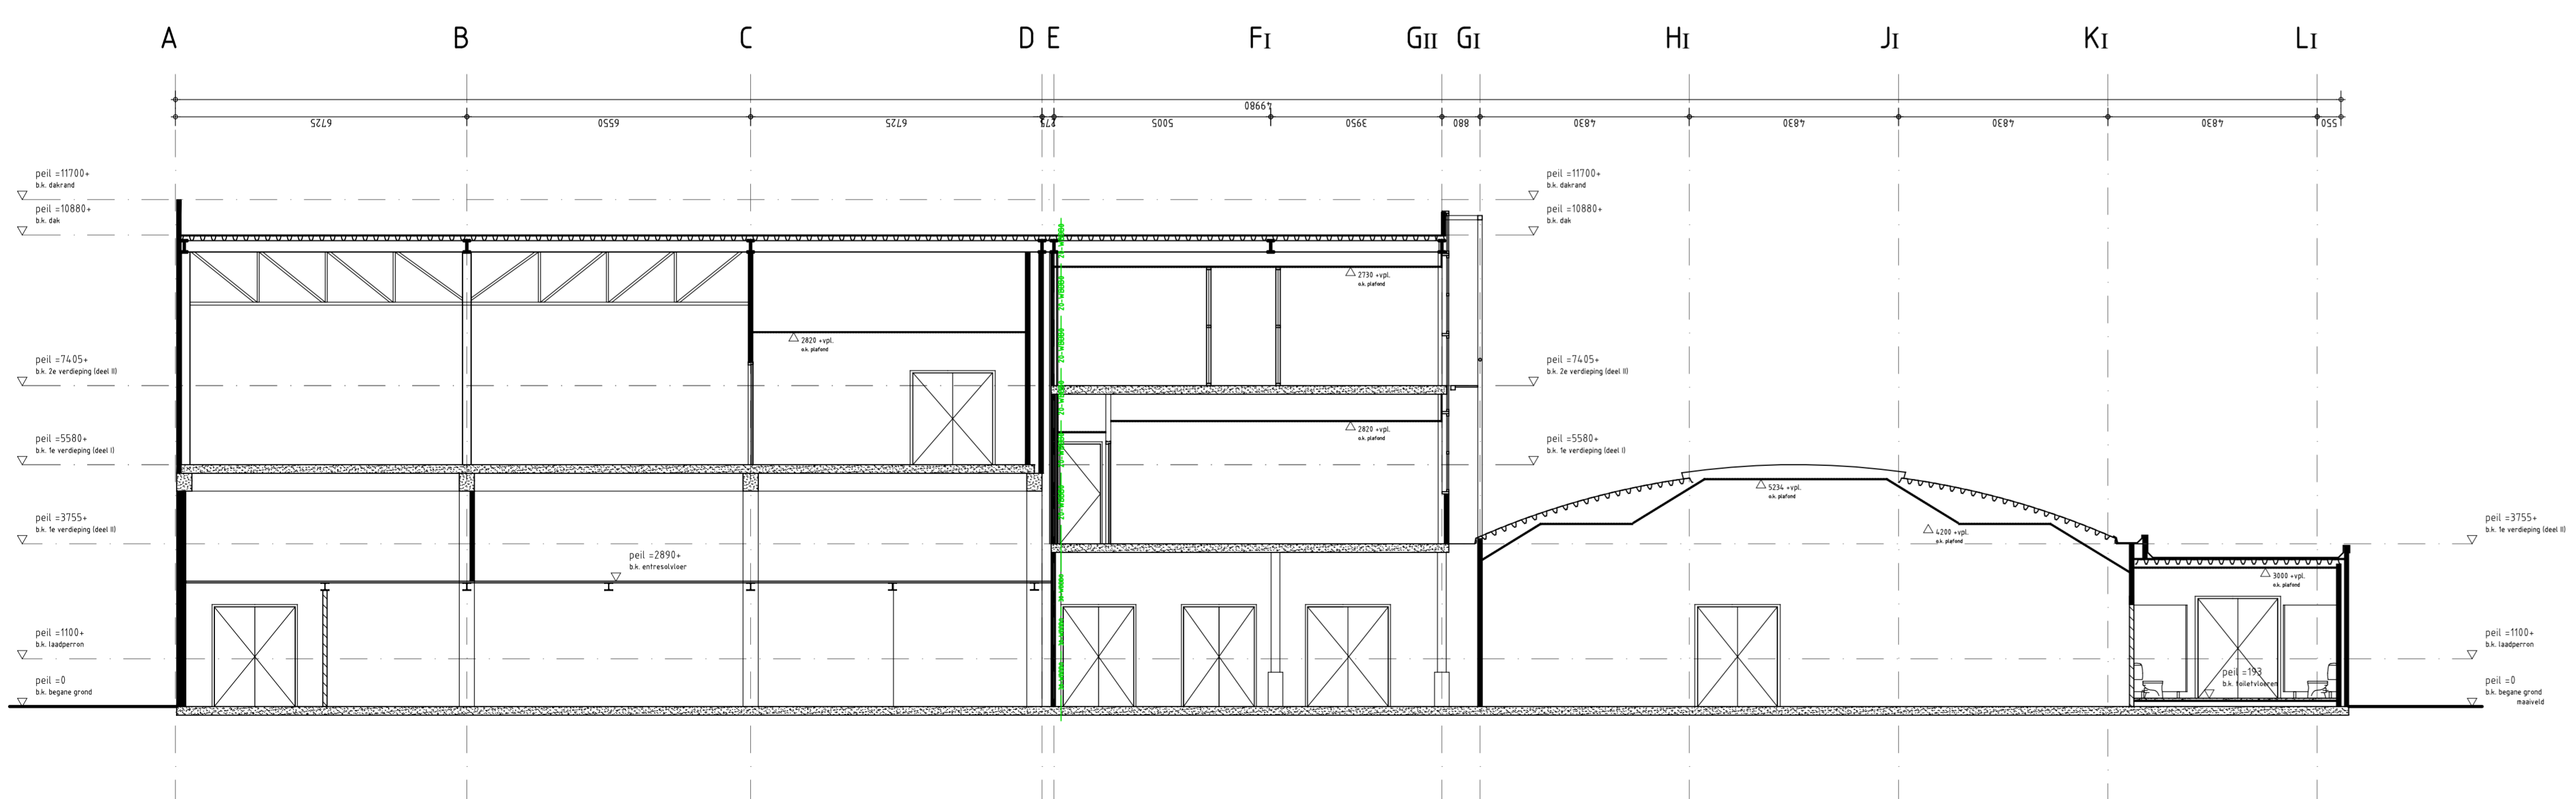 A B C D E FI GII GI HI JI KI LI
49980
6725 6550 6725 275 5005 3950 880 4830 4830 4830 4830 550
peil =11700+
b.k. dakrand
peil =10880+
b.k. dak
peil =11700+
b.k. dakrand
peil =10880+
b.k. dak
2730 +vpl.
o.k. plafond
2820 +vpl.
o.k. plafond
peil =7405+
b.k. 2e verdieping (deel II)
peil =7405+
b.k. 2e verdieping (deel II)
2820 +vpl.
o.k. plafond
peil =5580+
b.k. 1e verdieping (deel I)
peil =5580+
b.k. 1e verdieping (deel I)
5234 +vpl.
o.k. plafond
4200 +vpl.
o.k. plafond
peil =3755+
b.k. 1e verdieping (deel II)
peil =3755+
b.k. 1e verdieping (deel II)
peil =2890+
b.k. entresolvloer
3000 +vpl.
o.k. plafond
peil =1100+
b.k. laadperron
peil =1100+
b.k. laadperron
peil =193
b.k. toiletvloeren
peil =0
b.k. begane grond
peil =0
b.k. begane grond
maaiveld